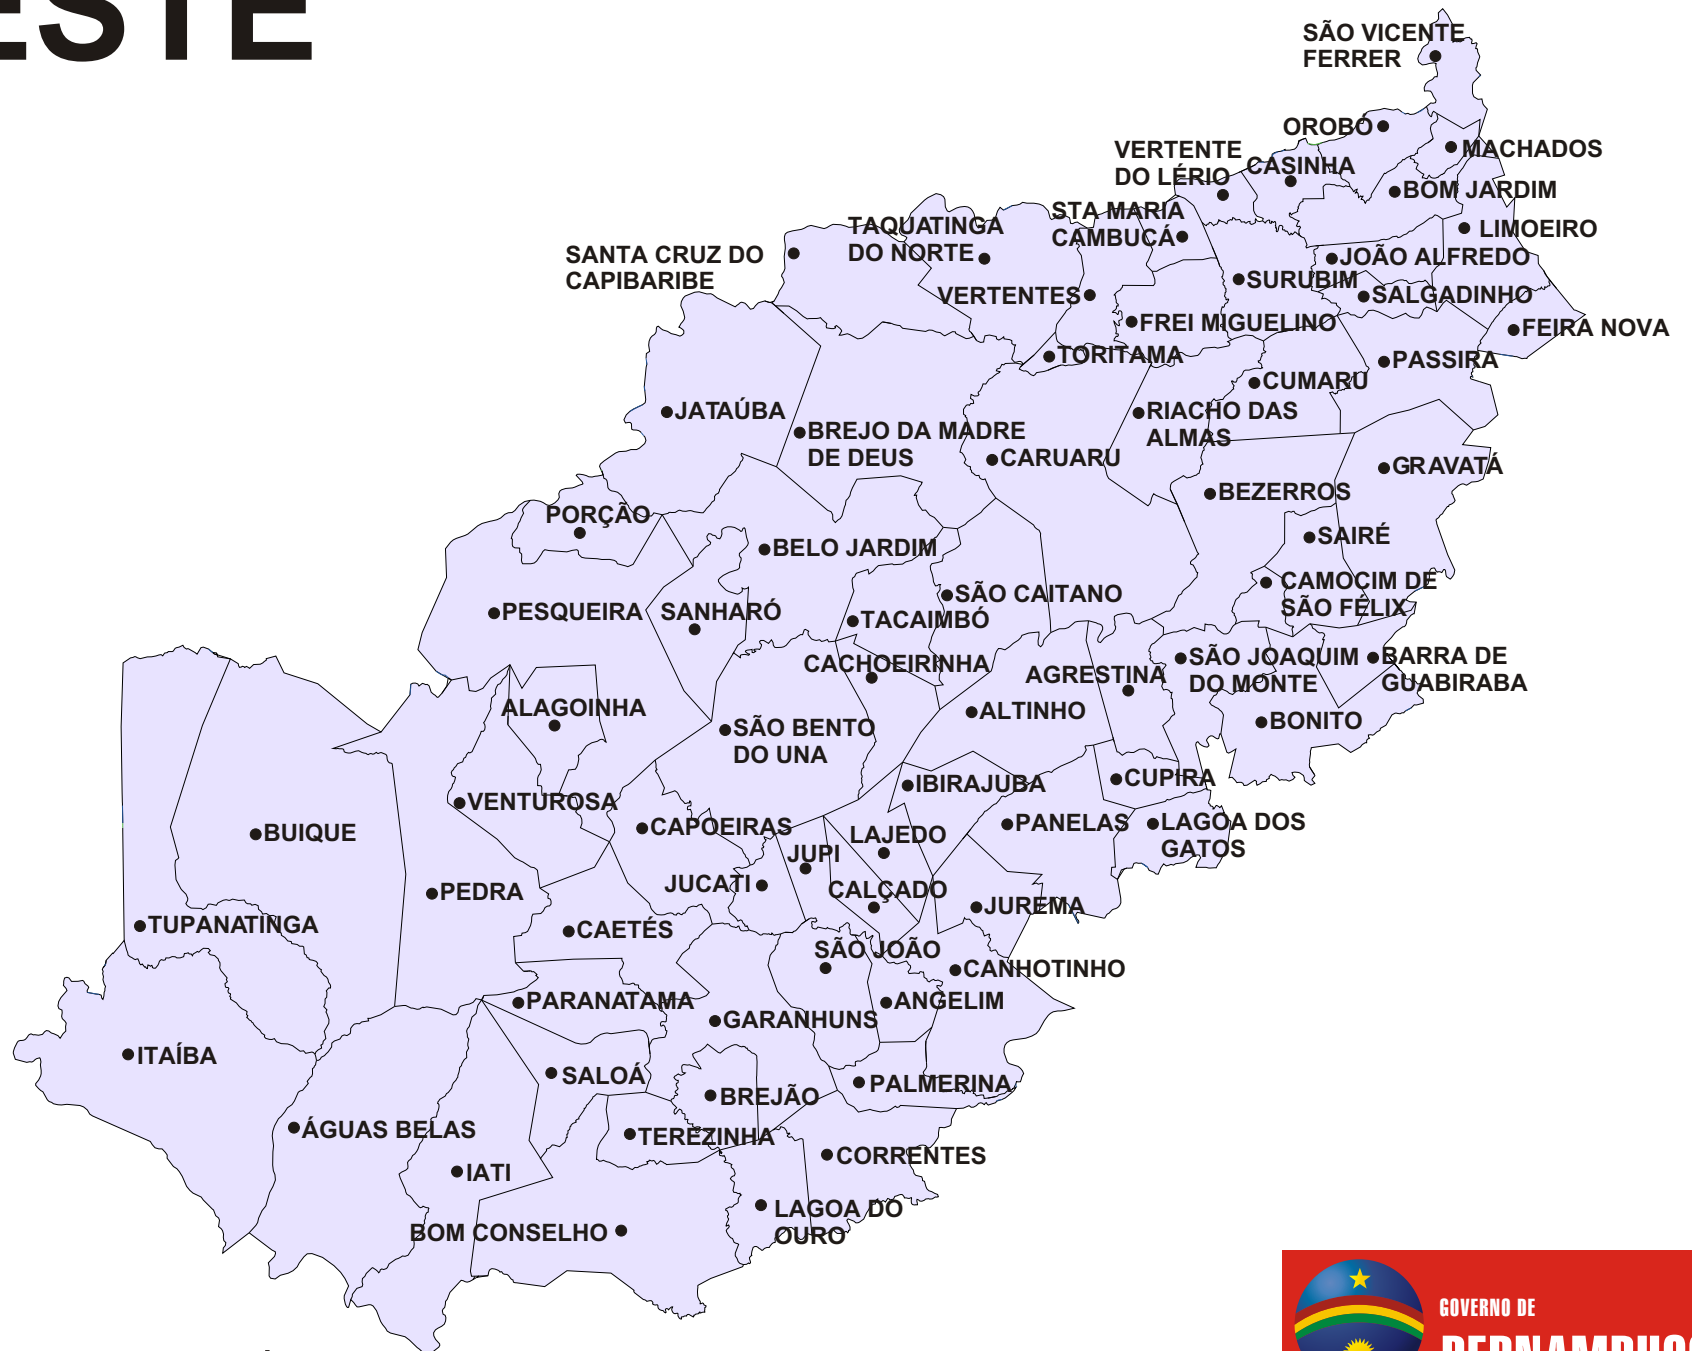 ESTE
SÃO VICENTE
FERRER
OROBÓ
MACHADOS
VERTENTE
DO LÉRIO
CASINHA
BOM JARDIM
STA MARIA
CAMBUCÁ
LIMOEIRO
TAQUATINGA
DO NORTE
SANTA CRUZ DO
CAPIBARIBE
JOÃO ALFREDO
SURUBIM
VERTENTES
SALGADINHO
FREI MIGUELINO
FEIRA NOVA
TORITAMA
PASSIRA
CUMARU
JATAÚBA
RIACHO DAS
ALMAS
BREJO DA MADRE
DE DEUS
CARUARU
GRAVATÁ
BEZERROS
PORÇÃO
SAIRÉ
BELO JARDIM
CAMOCIM DE
SÃO FÉLIX
SÃO CAITANO
PESQUEIRA
SANHARÓ
TACAIMBÓ
CACHOEIRINHA
AGRESTINA
SÃO JOAQUIM
DO MONTE
BARRA DE
GUABIRABA
ALAGOINHA
ALTINHO
BONITO
SÃO BENTO
DO UNA
CUPIRA
IBIRAJUBA
VENTUROSA
BUIQUE
CAPOEIRAS
LAJEDO
PANELAS
LAGOA DOS
GATOS
JUPI
JUCATI
CALÇADO
PEDRA
JUREMA
TUPANATINGA
CAETÉS
SÃO JOÃO
CANHOTINHO
PARANATAMA
ANGELIM
GARANHUNS
ITAÍBA
SALOÁ
PALMERINA
BREJÃO
ÁGUAS BELAS
TEREZINHA
CORRENTES
IATI
LAGOA DO
OURO
BOM CONSELHO
GOVERNO DE
PERNAMBUCO